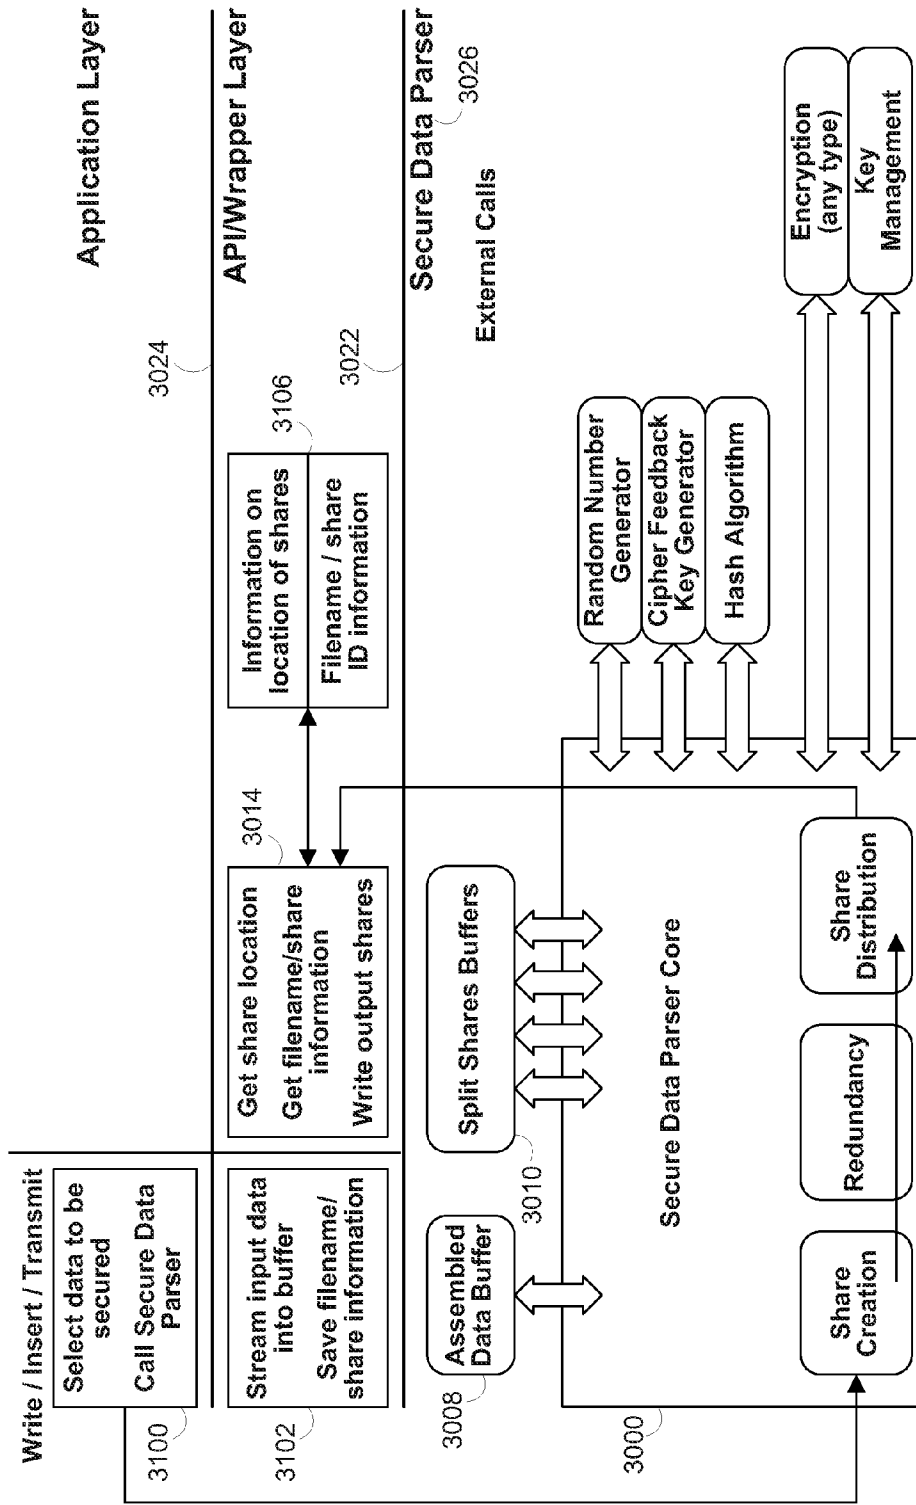 Write / Insert / Transmit
Select data to be
secured
Call Secure Data
Parser
3100
Application Layer
3024
Stream input data
into buffer
Save filename/
share information
3102
Get share location
Get filename/share
information
Write output shares
3014
Information on
location of shares
Filename / share
ID information
3106
API/Wrapper Layer
3022
Secure Data Parser
3026
External Calls
Assembled
Data Buffer
3008
Split Shares Buffers
3010
Secure Data Parser Core
3000
Share
Creation
Redundancy
Share
Distribution
Random Number
Generator
Cipher Feedback
Key Generator
Hash Algorithm
Encryption
(any type)
Key
Management